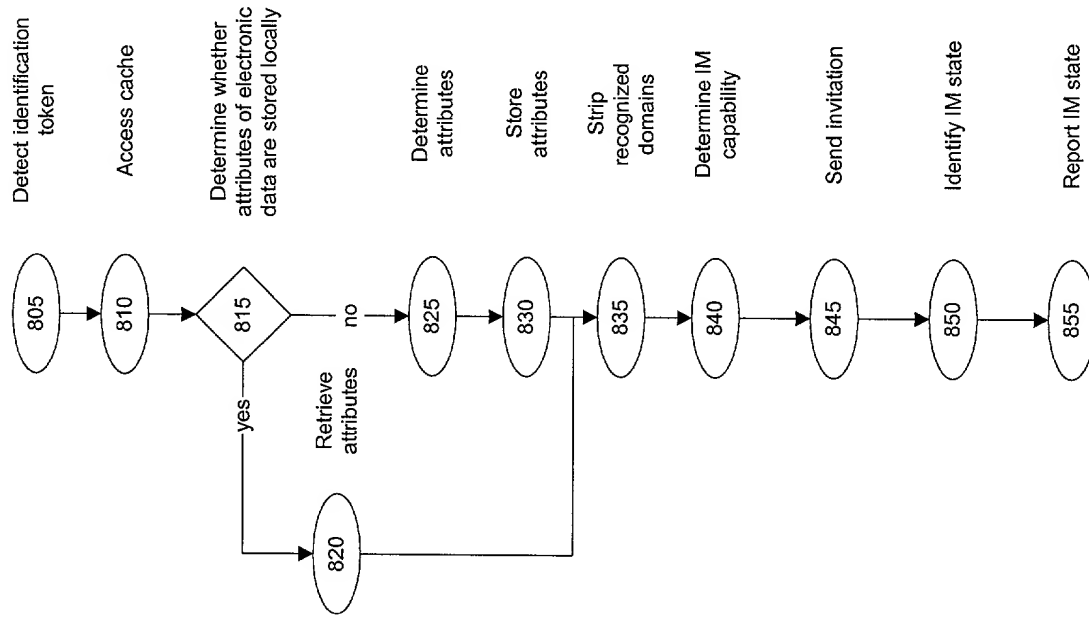 Detect identification
token
805
Access cache
810
Determine whether
attributes of electronic
data are stored locally
815
yes
no
Retrieve
attributes
820
Determine
attributes
825
Store
attributes
830
Strip
recognized
domains
835
Determine IM
capability
840
Send invitation
845
Identify IM state
850
Report IM state
855